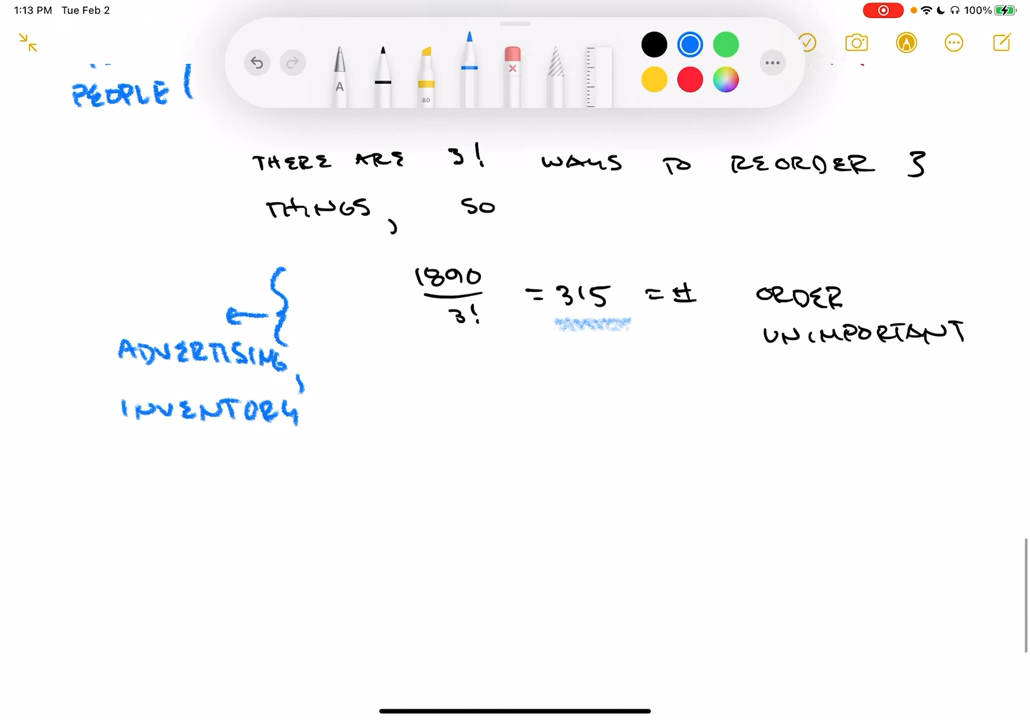 1:13 PM Tue Feb 2
100%
A
80
PEOPLE
THERE ARE 3! WAYS TO REORDER 3
THINGS, SO
1890
3!
= 315 = #
ORDER
UNIMPORTANT
ADVERTISING,
INVENTORY